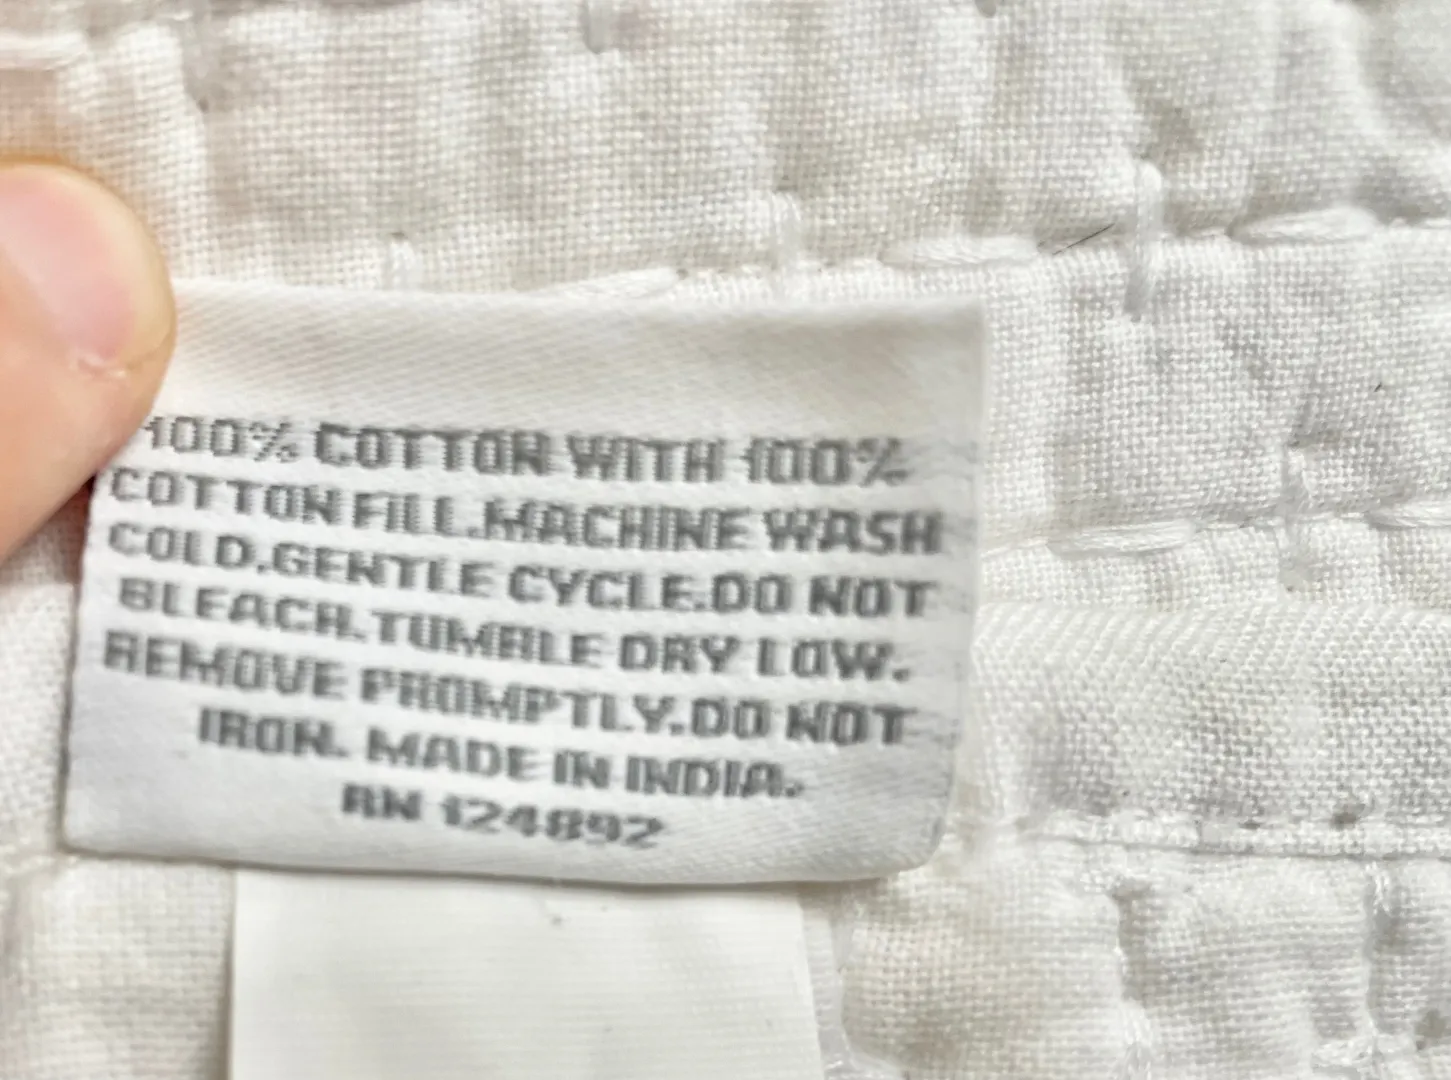 100% COTTON WITH 100%
COTTON FILL.MACHINE WASH
COLD.GENTLE CYCLE.DO NOT
BLEACH.TUMBLE DRY LOW.
REMOVE PROMPTLY.DO NOT
IRON. MADE IN INDIA.
RN 124892